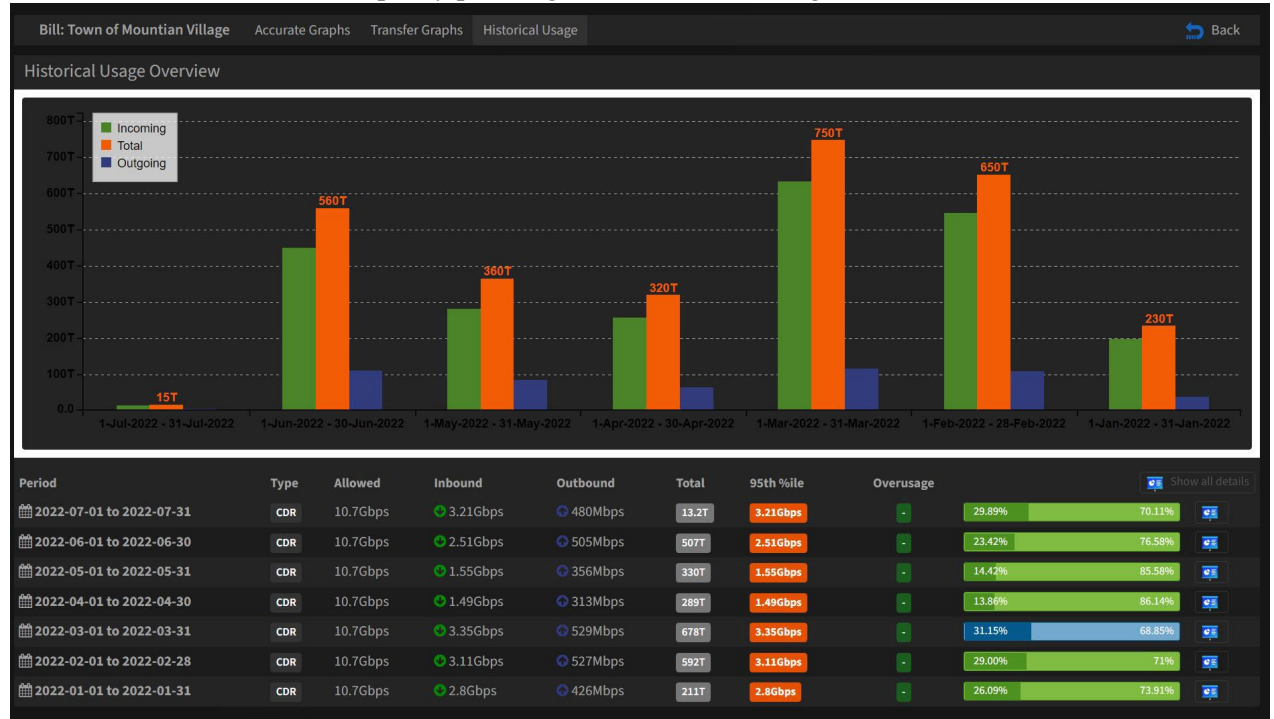 Bill: Town of Mountian Village Accurate Graphs Transfer Graphs Historical Usage Back
Historical Usage Overview
800T
700T
600T
500T
400T
300T
200T
100T
0.0
Incoming
Total
Outgoing
15T
560T
360T
320T
750T
650T
230T
1-Jul-2022 - 31-Jul-2022 1-Jun-2022 - 30-Jun-2022 1-May-2022 - 31-May-2022 1-Apr-2022 - 30-Apr-2022 1-Mar-2022 - 31-Mar-2022 1-Feb-2022 - 28-Feb-2022 1-Jan-2022 - 31-Jan-2022
Period Type Allowed Inbound Outbound Total 95th %ile Overusage Show all details
2022-07-01 to 2022-07-31 CDR 10.7Gbps 3.21Gbps 480Mbps 13.2T 3.21Gbps - 29.89% 70.11%
2022-06-01 to 2022-06-30 CDR 10.7Gbps 2.51Gbps 505Mbps 507T 2.51Gbps - 23.42% 76.58%
2022-05-01 to 2022-05-31 CDR 10.7Gbps 1.55Gbps 356Mbps 330T 1.55Gbps - 14.42% 85.58%
2022-04-01 to 2022-04-30 CDR 10.7Gbps 1.49Gbps 313Mbps 289T 1.49Gbps - 13.86% 86.14%
2022-03-01 to 2022-03-31 CDR 10.7Gbps 3.35Gbps 529Mbps 678T 3.35Gbps - 31.15% 68.85%
2022-02-01 to 2022-02-28 CDR 10.7Gbps 3.11Gbps 527Mbps 592T 3.11Gbps - 29.00% 71%
2022-01-01 to 2022-01-31 CDR 10.7Gbps 2.8Gbps 426Mbps 211T 2.8Gbps - 26.09% 73.91%